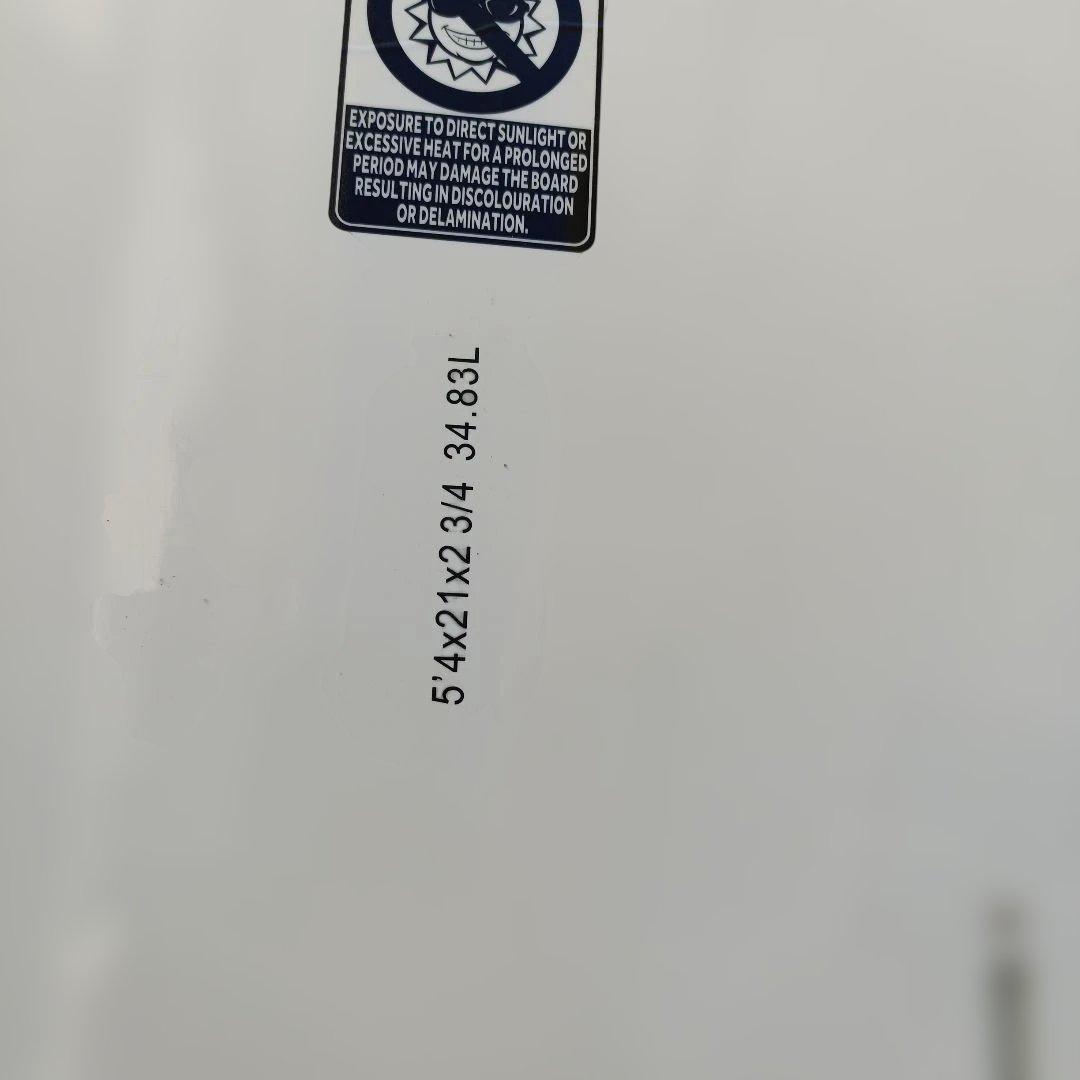 EXPOSURE TO DIRECT SUNLIGHT OR
EXCESSIVE HEAT FOR A PROLONGED
PERIOD MAY DAMAGE THE BOARD
RESULTING IN DISCOLOURATION
OR DELAMINATION.
5'4x21x2 3/4 34.83L